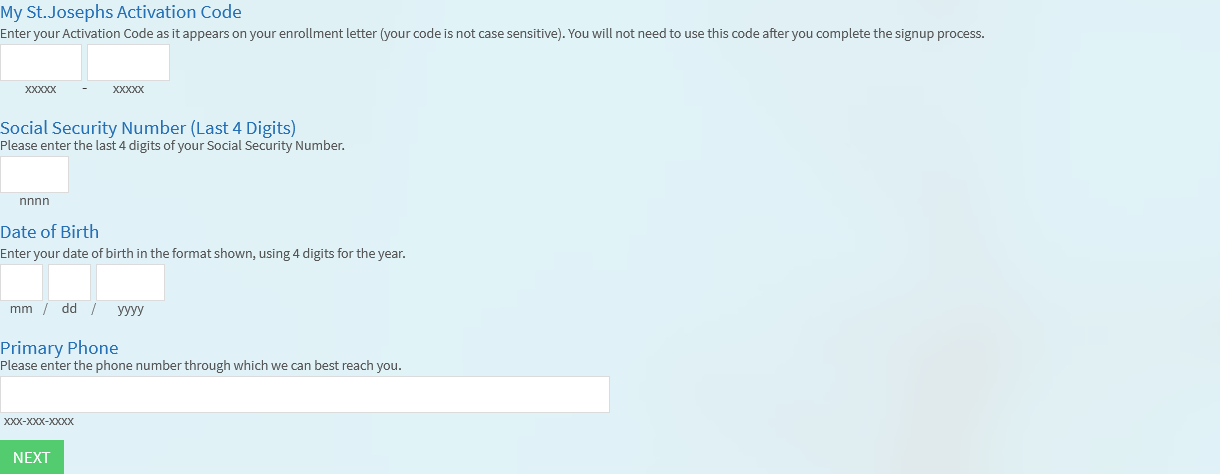 My St.Josephs Activation Code
Enter your Activation Code as it appears on your enrollment letter (your code is not case sensitive). You will not need to use this code after you complete the signup process.
xxxxx - xxxxx
Social Security Number (Last 4 Digits)
Please enter the last 4 digits of your Social Security Number.
nnnn
Date of Birth
Enter your date of birth in the format shown, using 4 digits for the year.
mm / dd / yyyy
Primary Phone
Please enter the phone number through which we can best reach you.
xxx-xxx-xxxx
NEXT